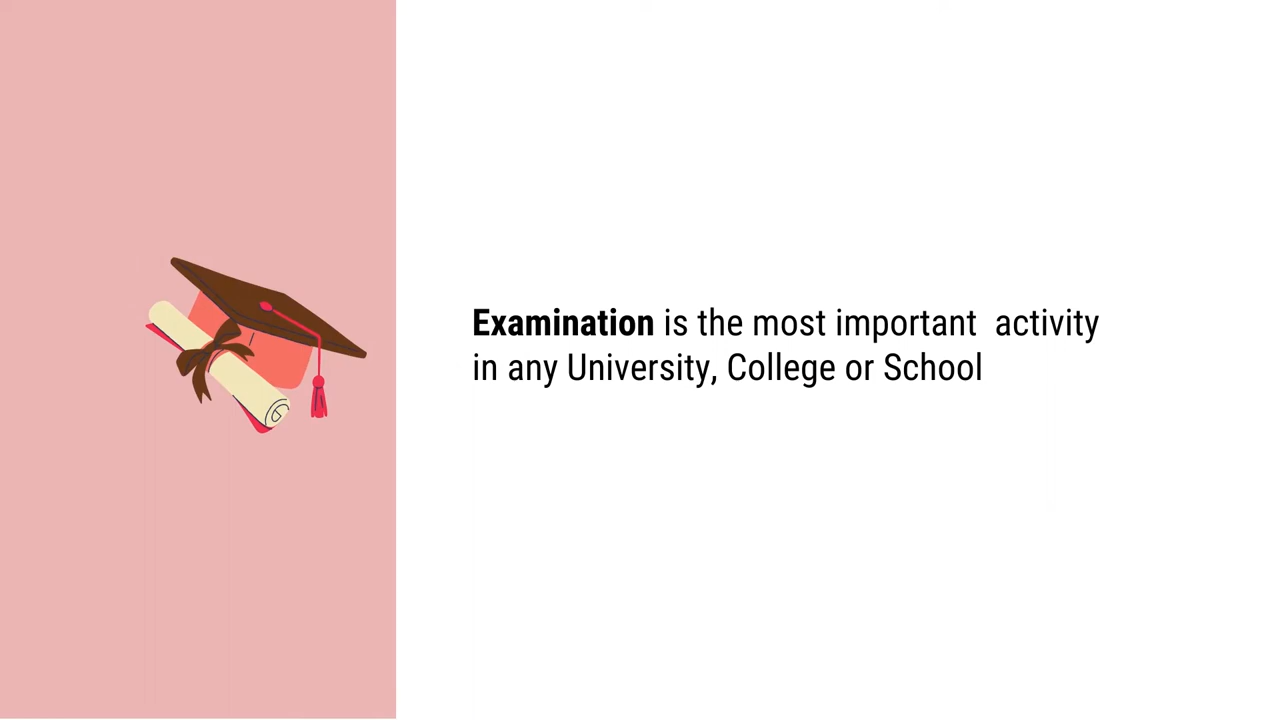 Examination is the most important  activity
in any University, College or School